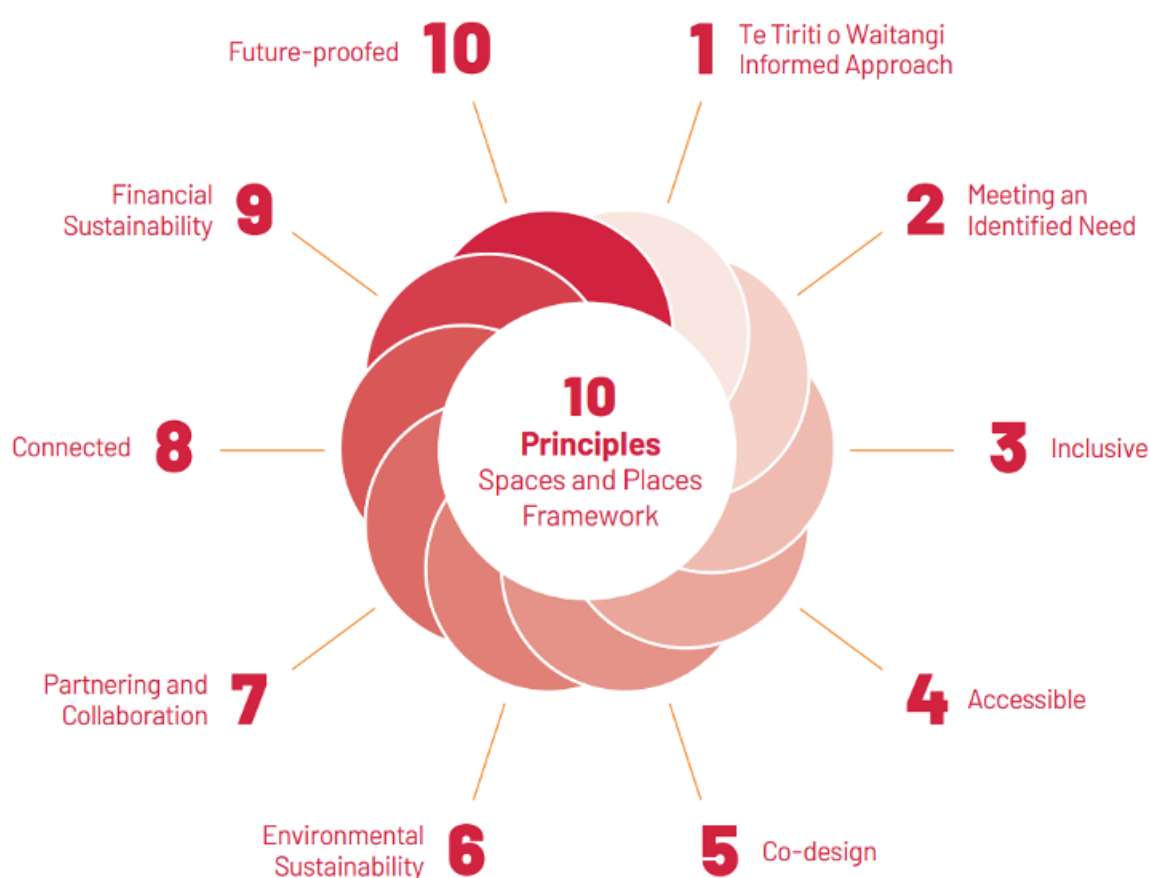 10
Principles
Spaces and Places
Framework
1
Te Tiriti o Waitangi
Informed Approach
2
Meeting an
Identified Need
3
Inclusive
4
Accessible
5
Co-design
6
Environmental
Sustainability
7
Partnering and
Collaboration
8
Connected
9
Financial
Sustainability
10
Future-proofed